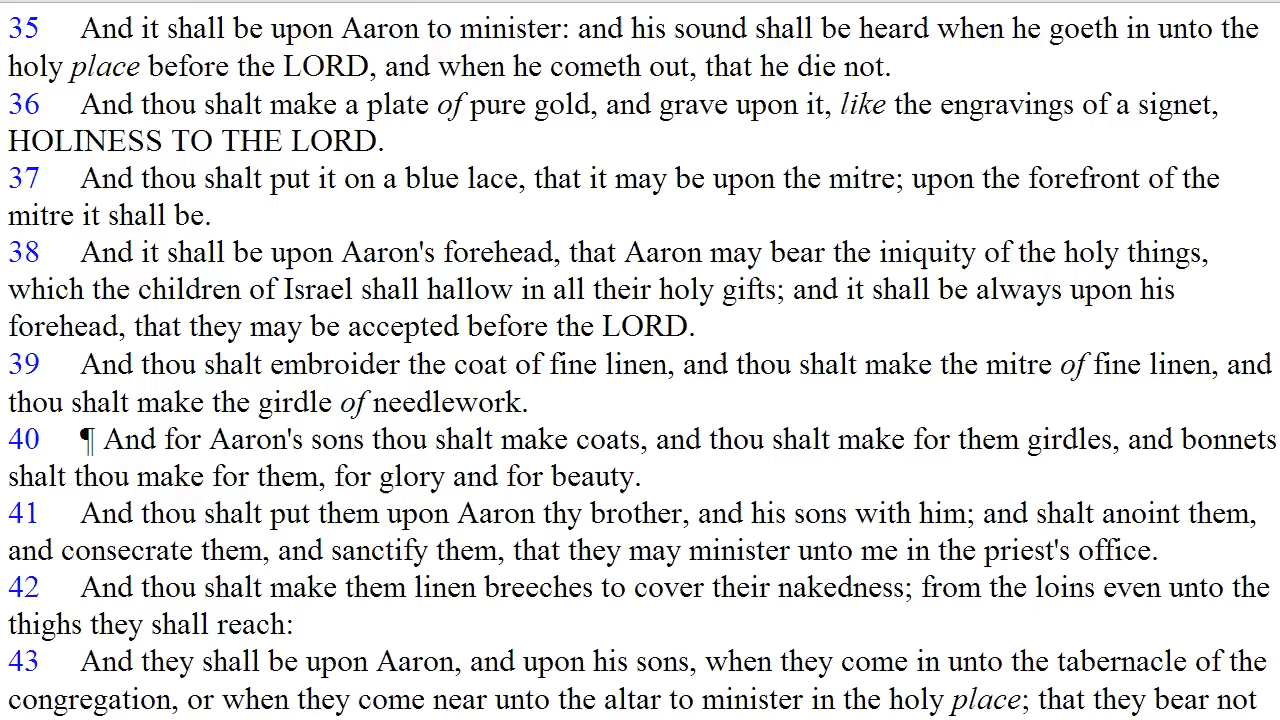 35 And it shall be upon Aaron to minister: and his sound shall be heard when he goeth in unto the
holy place before the LORD, and when he cometh out, that he die not.
36 And thou shalt make a plate of pure gold, and grave upon it, like the engravings of a signet,
HOLINESS TO THE LORD.
37 And thou shalt put it on a blue lace, that it may be upon the mitre; upon the forefront of the
mitre it shall be.
38 And it shall be upon Aaron's forehead, that Aaron may bear the iniquity of the holy things,
which the children of Israel shall hallow in all their holy gifts; and it shall be always upon his
forehead, that they may be accepted before the LORD.
39 And thou shalt embroider the coat of fine linen, and thou shalt make the mitre of fine linen, and
thou shalt make the girdle of needlework.
40 ¶ And for Aaron's sons thou shalt make coats, and thou shalt make for them girdles, and bonnets
shalt thou make for them, for glory and for beauty.
41 And thou shalt put them upon Aaron thy brother, and his sons with him; and shalt anoint them,
and consecrate them, and sanctify them, that they may minister unto me in the priest's office.
42 And thou shalt make them linen breeches to cover their nakedness; from the loins even unto the
thighs they shall reach:
43 And they shall be upon Aaron, and upon his sons, when they come in unto the tabernacle of the
congregation, or when they come near unto the altar to minister in the holy place; that they bear not